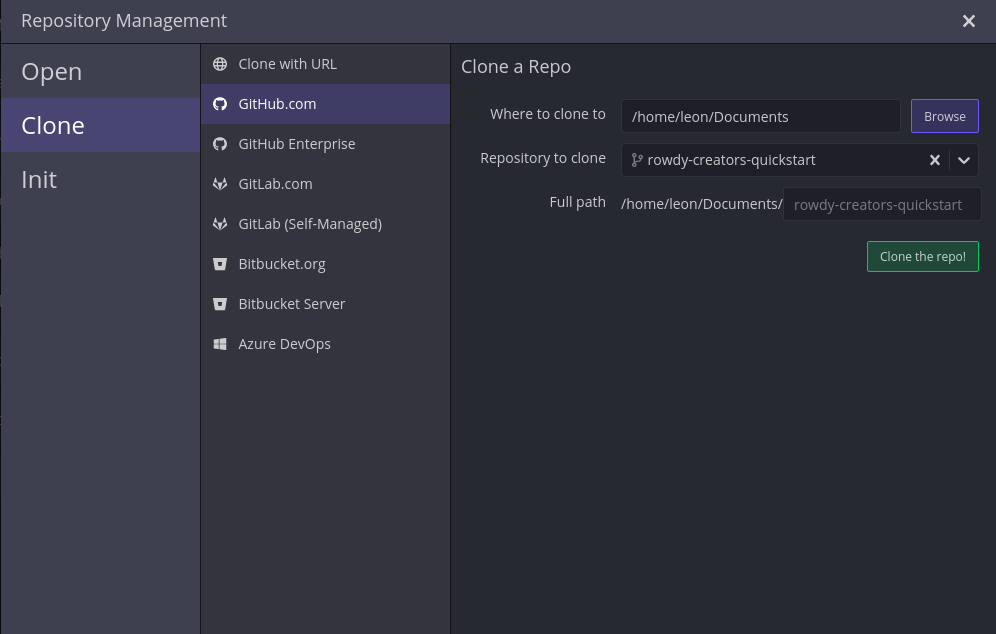 Repository Management
Open
Clone
Init
Clone with URL
GitHub.com
GitHub Enterprise
GitLab.com
GitLab (Self-Managed)
Bitbucket.org
Bitbucket Server
Azure DevOps
Clone a Repo
Where to clone to /home/leon/Documents Browse
Repository to clone rowdy-creators-quickstart
Full path /home/leon/Documents/ rowdy-creators-quickstart
Clone the repo!